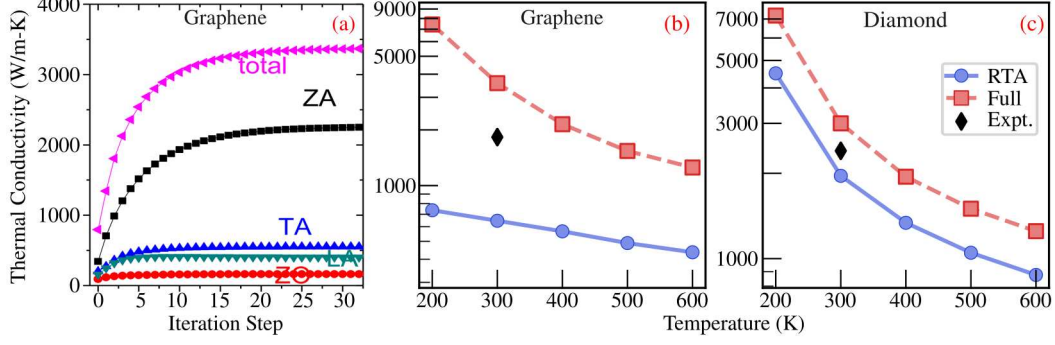 Graphene
(a)
Thermal Conductivity (W/m-K)
4000
3000
2000
1000
0
total
ZA
TA
LA
ZO
0 5 10 15 20 25 30
Iteration Step
Graphene
(b)
9000
5000
1000
200 300 400 500 600
Diamond
(c)
7000
5000
3000
1000
RTA
Full
Expt.
200 300 400 500 600
Temperature (K)